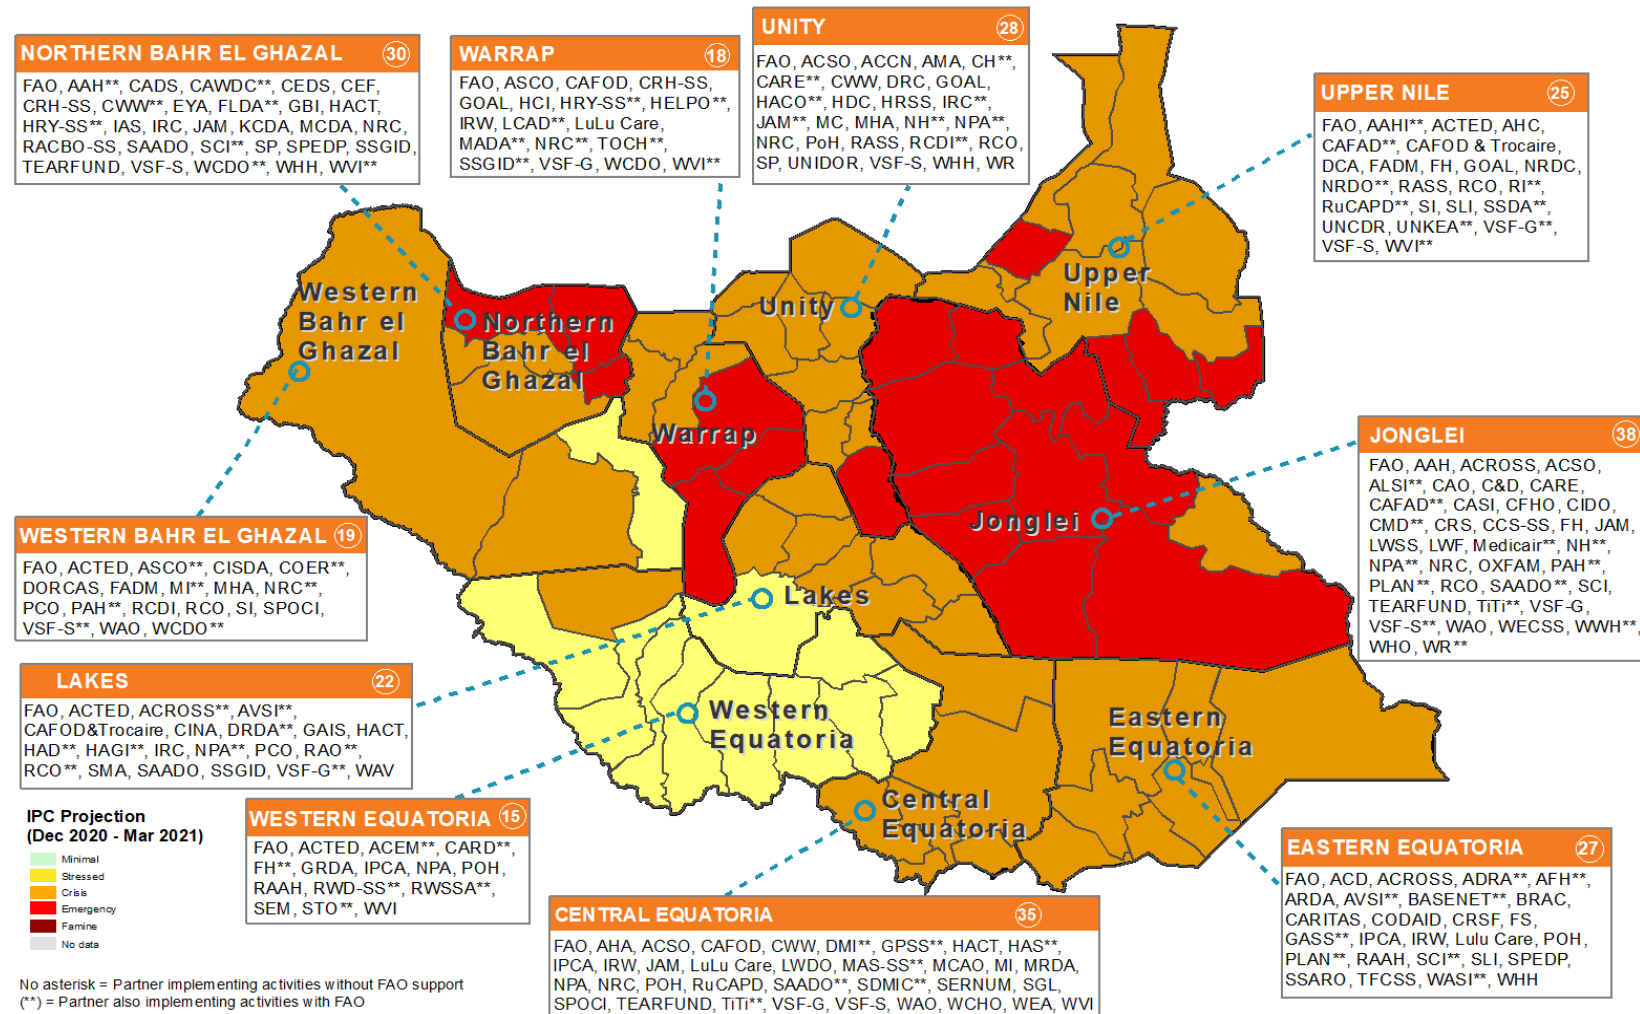 NORTHERN BAHR EL GHAZAL 30
FAO, AAH**, CADS, CAWDC**, CEDS, CEF,
CRH-SS, CWW**, EYA, FLDA**, GBI, HACT,
HRY-SS**, IAS, IRC, JAM, KCDA, MCDA, NRC,
RACBO-SS, SAADO, SCI**, SP, SPEDP, SSGID,
TEARFUND, VSF-S, WCDO**, WHH, WVI**
WARRAP 18
FAO, ASCO, CAFOD, CRH-SS,
GOAL, HCI, HRY-SS**, HELPO**,
IRW, LCAD**, LuLu Care,
MADA**, NRC**, TOCH**,
SSGID**, VSF-G, WCDO, WVI**
UNITY 28
FAO, ACSO, ACCN, AMA, CH**,
CARE**, CWW, DRC, GOAL,
HACO**, HDC, HRSS, IRC**,
JAM**, MC, MHA, NH**, NPA**,
NRC, PoH, RASS, RCDI**, RCO,
SP, UNIDOR, VSF-S, WHH, WR
UPPER NILE 25
FAO, AAHI**, ACTED, AHC,
CAFAD**, CAFOD & Trocaire,
DCA, FADM, FH, GOAL, NRDC,
NRDO**, RASS, RCO, RI**,
RuCAPD**, SI, SLI, SSDA**,
UNCDR, UNKEA**, VSF-G**,
VSF-S, WVI**
Western
Bahr el
Ghazal
Northern
Bahr el
Ghazal
Unity
Upper
Nile
Warrap
Jonglei
Lakes
Western
Equatoria
Eastern
Equatoria
Central
Equatoria
JONGLEI 38
FAO, AAH, ACROSS, ACSO,
ALSI**, CAO, C&D, CARE,
CAFAD**, CASI, CFHO, CIDO,
CMD**, CRS, CCS-SS, FH, JAM,
LWSS, LWF, Medicair**, NH**,
NPA**, NRC, OXFAM, PAH**,
PLAN**, RCO, SAADO**, SCI,
TEARFUND, TiTi**, VSF-G,
VSF-S**, WAO, WECSS, WWH**,
WHO, WR**
WESTERN BAHR EL GHAZAL 19
FAO, ACTED, ASCO**, CISDA, COER**,
DORCAS, FADM, MI**, MHA, NRC**,
PCO, PAH**, RCDI, RCO, SI, SPOCI,
VSF-S**, WAO, WCDO**
LAKES 22
FAO, ACTED, ACROSS**, AVSI**,
CAFOD&Trocaire, CINA, DRDA**, GAIS, HACT,
HAD**, HAGI**, IRC, NPA**, PCO, RAO**,
RCO**, SMA, SAADO, SSGID, VSF-G**, WAV
WESTERN EQUATORIA 15
FAO, ACTED, ACEM**, CARD**,
FH**, GRDA, IPCA, NPA, POH,
RAAH, RWD-SS**, RWSSA**,
SEM, STO**, WVI
CENTRAL EQUATORIA 35
FAO, AHA, ACSO, CAFOD, CWW, DMI**, GPSS**, HACT, HAS**,
IPCA, IRW, JAM, LuLu Care, LWDO, MAS-SS**, MCAO, MI, MRDA,
NPA, NRC, POH, RuCAPD, SAADO**, SDMIC**, SERNUM, SGL,
SPOCI, TEARFUND, TiTi**, VSF-G, VSF-S, WAO, WCHO, WEA, WVI
EASTERN EQUATORIA 27
FAO, ACD, ACROSS, ADRA**, AFH**,
ARDA, AVSI**, BASENET**, BRAC,
CARITAS, CODAID, CRSF, FS,
GASS**, IPCA, IRW, Lulu Care, POH,
PLAN**, RAAH, SCI**, SLI, SPEDP,
SSARO, TFCSS, WASI**, WHH
IPC Projection
(Dec 2020 - Mar 2021)
Minimal
Stressed
Crisis
Emergency
Famine
No data
No asterisk = Partner implementing activities without FAO support
(**) = Partner also implementing activities with FAO